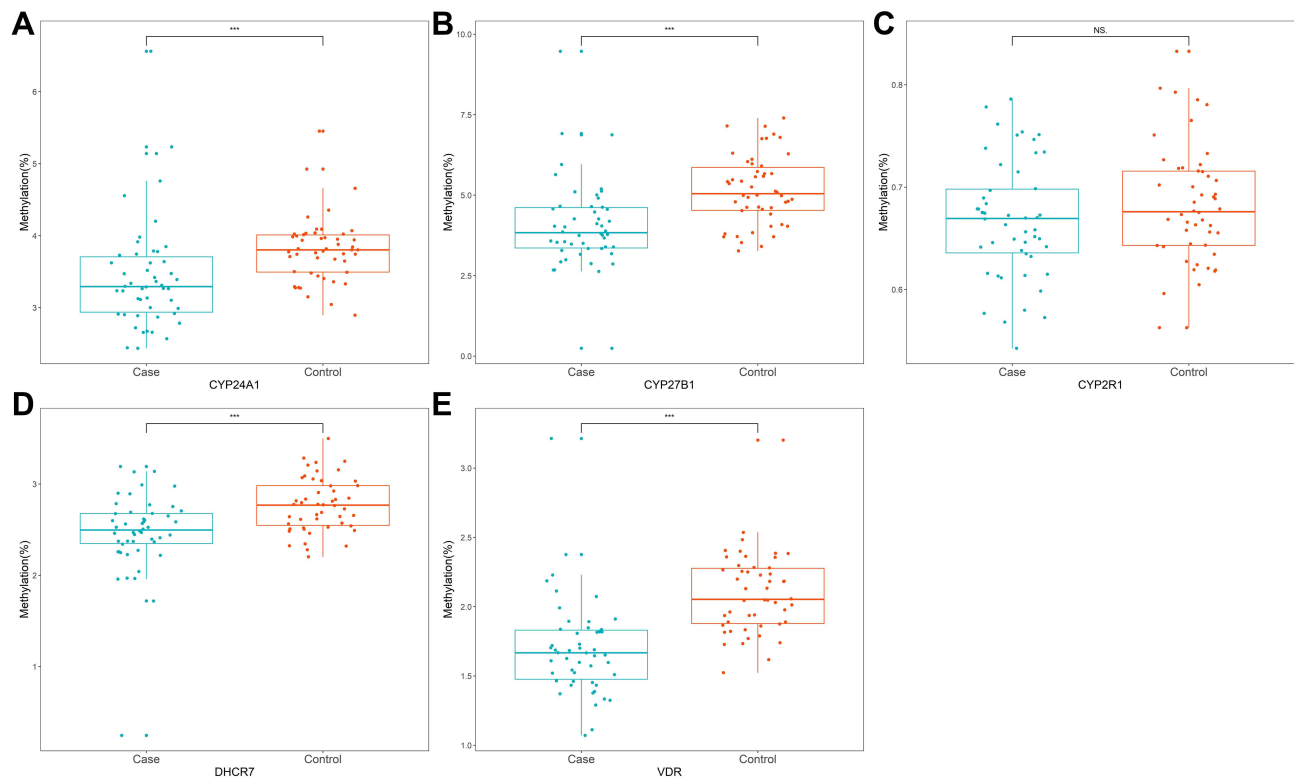 A
***
6
5
4
3
Methylation(%)
Case
Control
CYP24A1
B
***
10.0
7.5
5.0
2.5
0.0
Methylation(%)
Case
Control
CYP27B1
C
NS.
0.8
0.7
0.6
Methylation(%)
Case
Control
CYP2R1
D
***
3
2
1
Methylation(%)
Case
Control
DHCR7
E
***
3.0
2.5
2.0
1.5
1.0
Methylation(%)
Case
Control
VDR